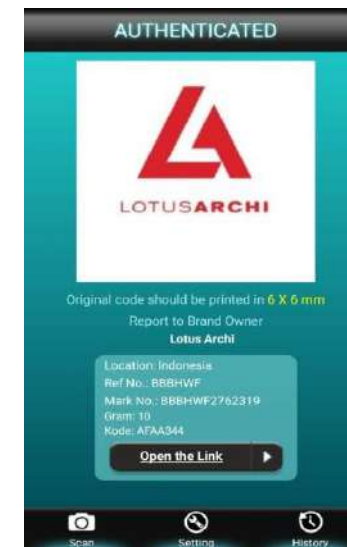 AUTHENTICATED
LOTUSARCHI
Original code should be printed in 6 X 6 mm
Report to Brand Owner
Lotus Archi
Location: Indonesia
Ref No.: BBBHWF
Mark No.: BBBHWF2762319
Gram: 10
Kode: AFAA344
Open the Link
Scan Setting History